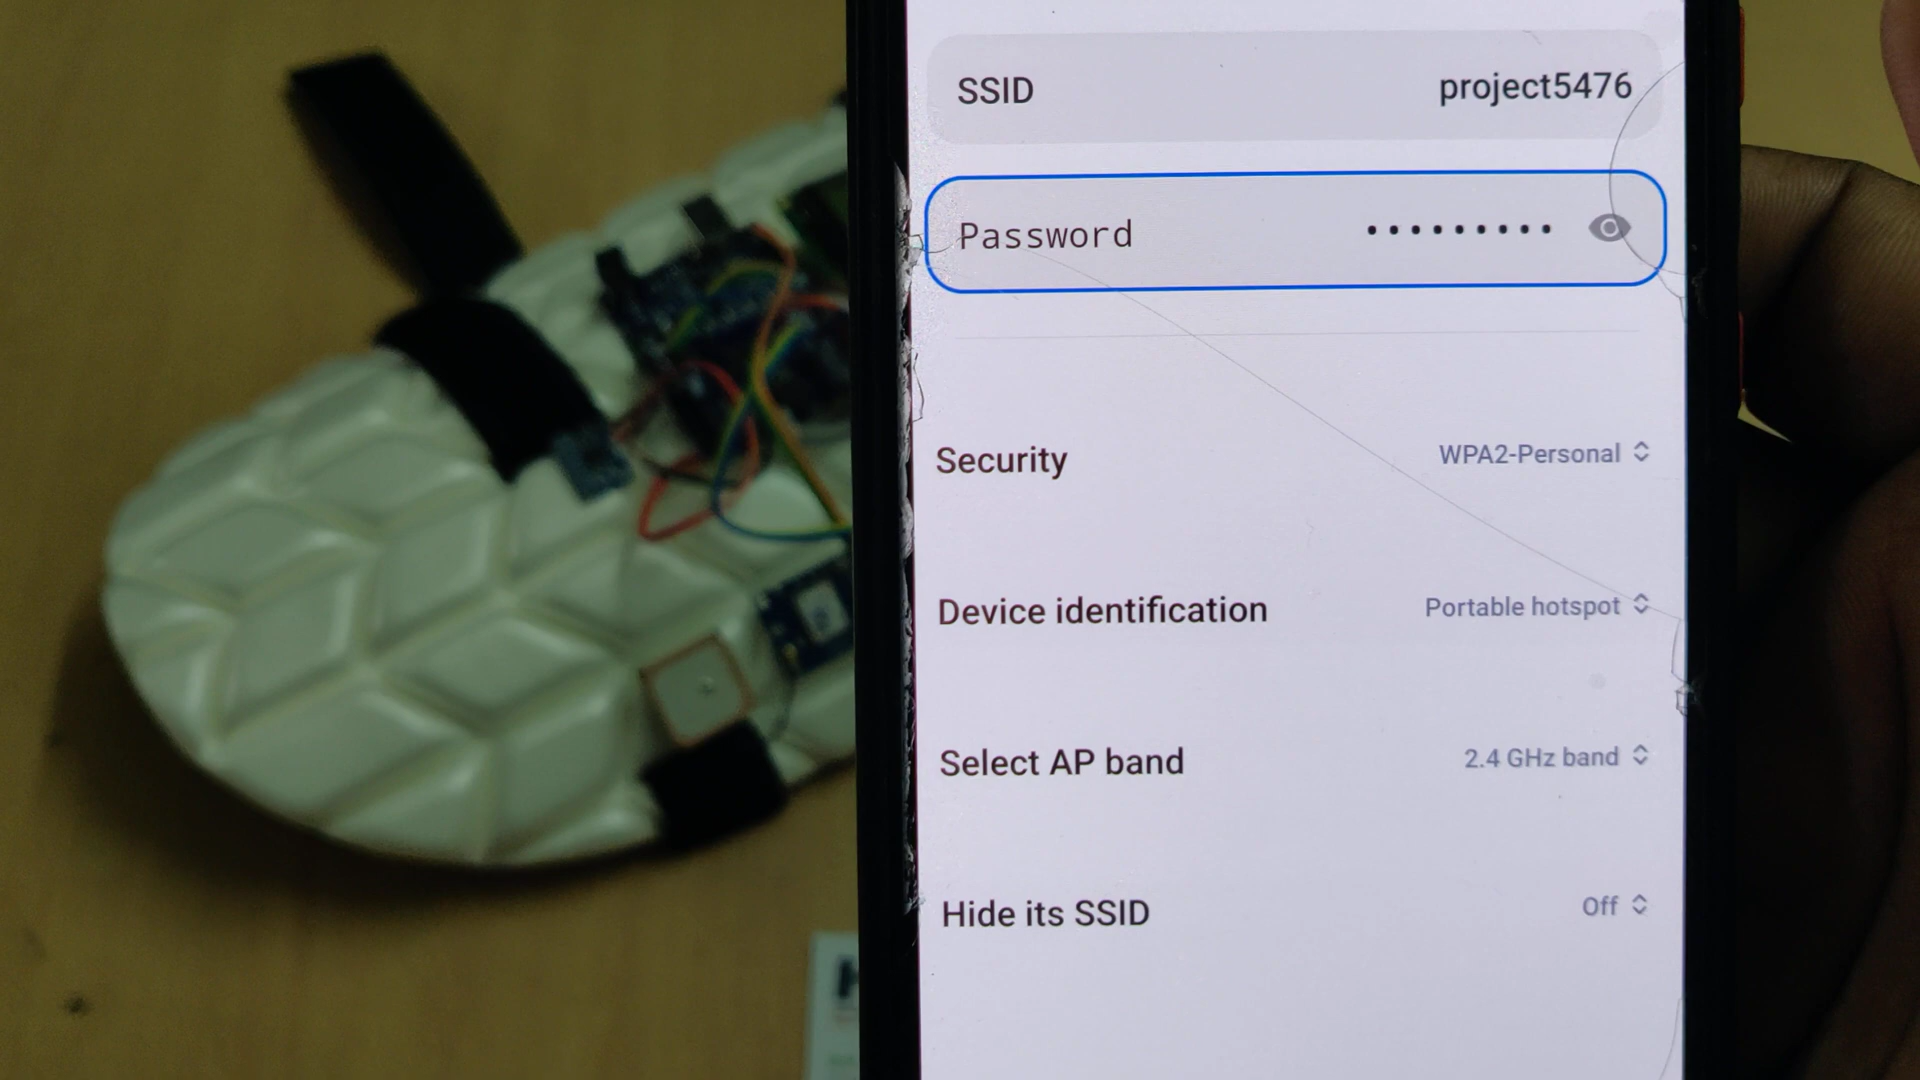 SSID project5476
Password •••••••••
Security WPA2-Personal
Device identification Portable hotspot
Select AP band 2.4 GHz band
Hide its SSID Off